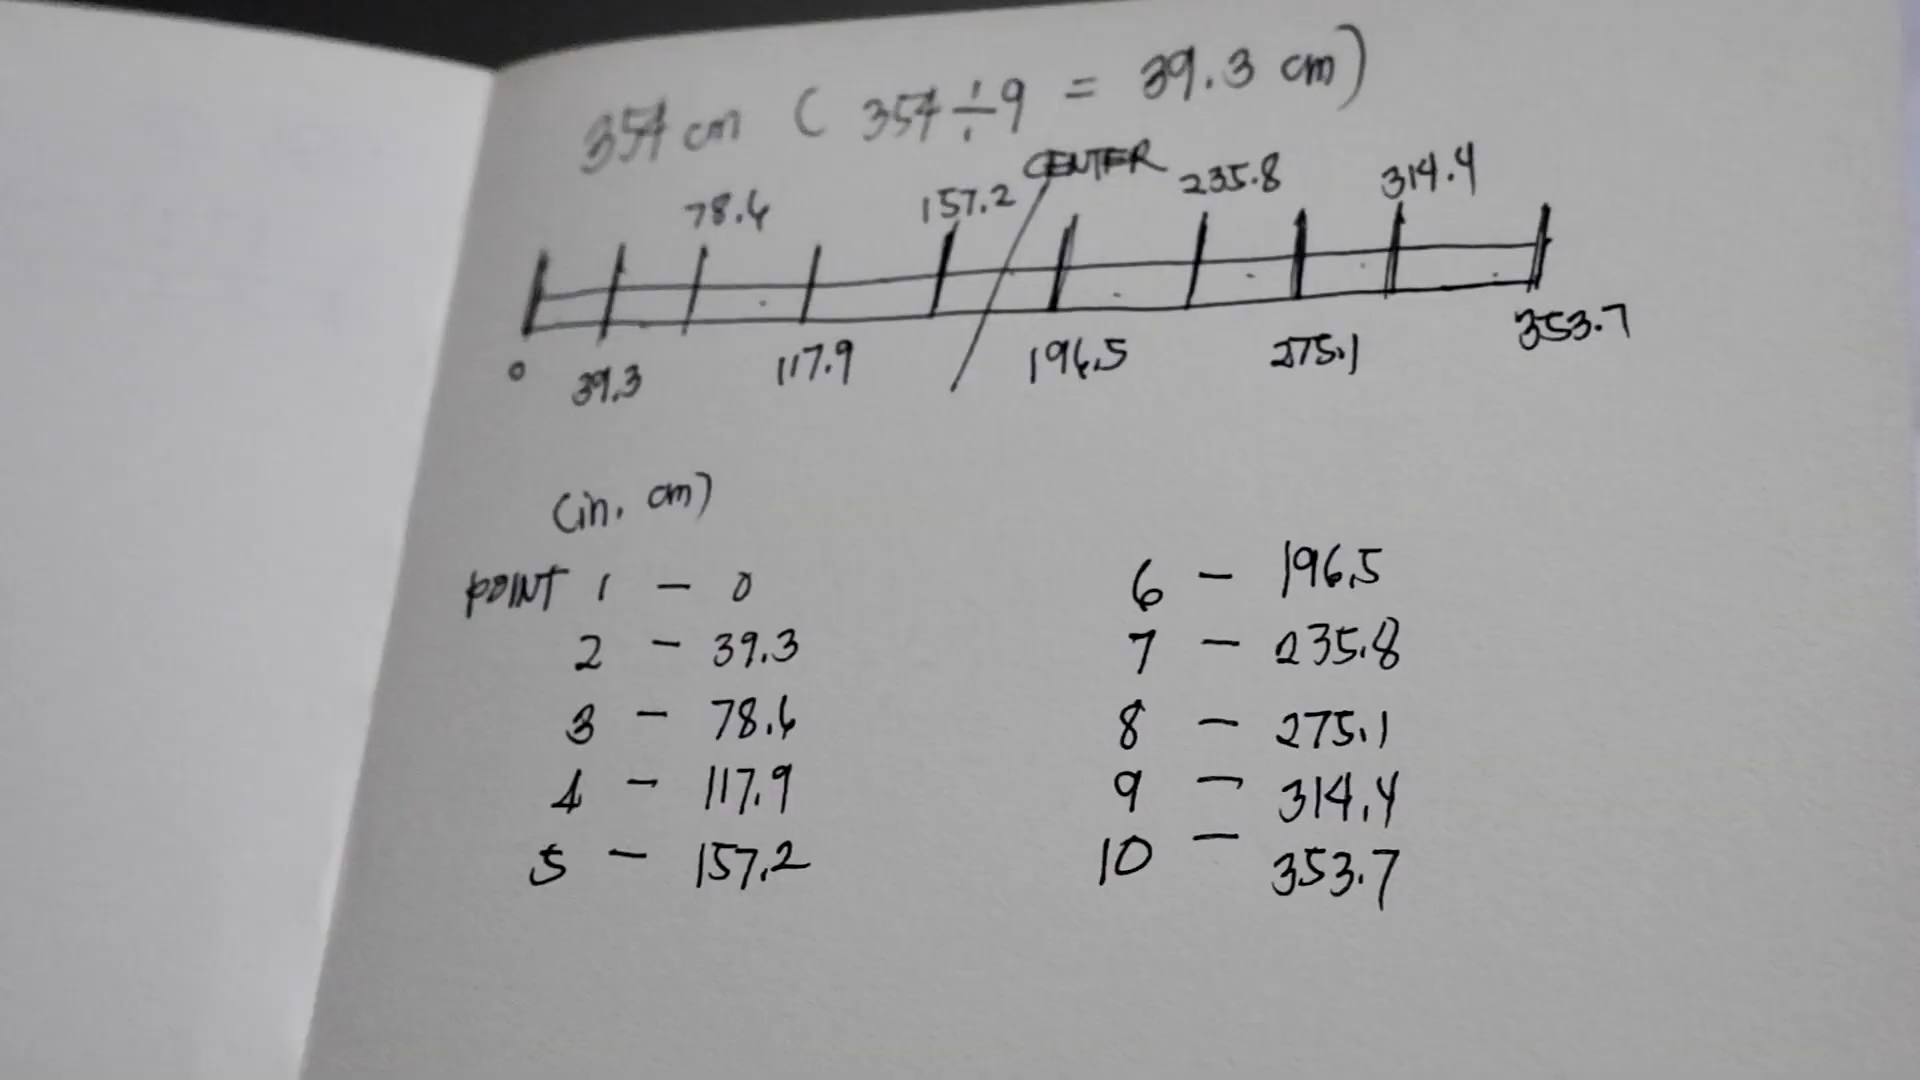 354 cm ( 354 ÷ 9 = 39.3 cm)
CENTER
78.6 157.2 235.8 314.4
0 39.3 117.9 196.5 275.1 353.7
(in. cm)
POINT 1 - 0
2 - 39.3
3 - 78.6
4 - 117.9
5 - 157.2
6 - 196.5
7 - 235.8
8 - 275.1
9 - 314.4
10 - 353.7